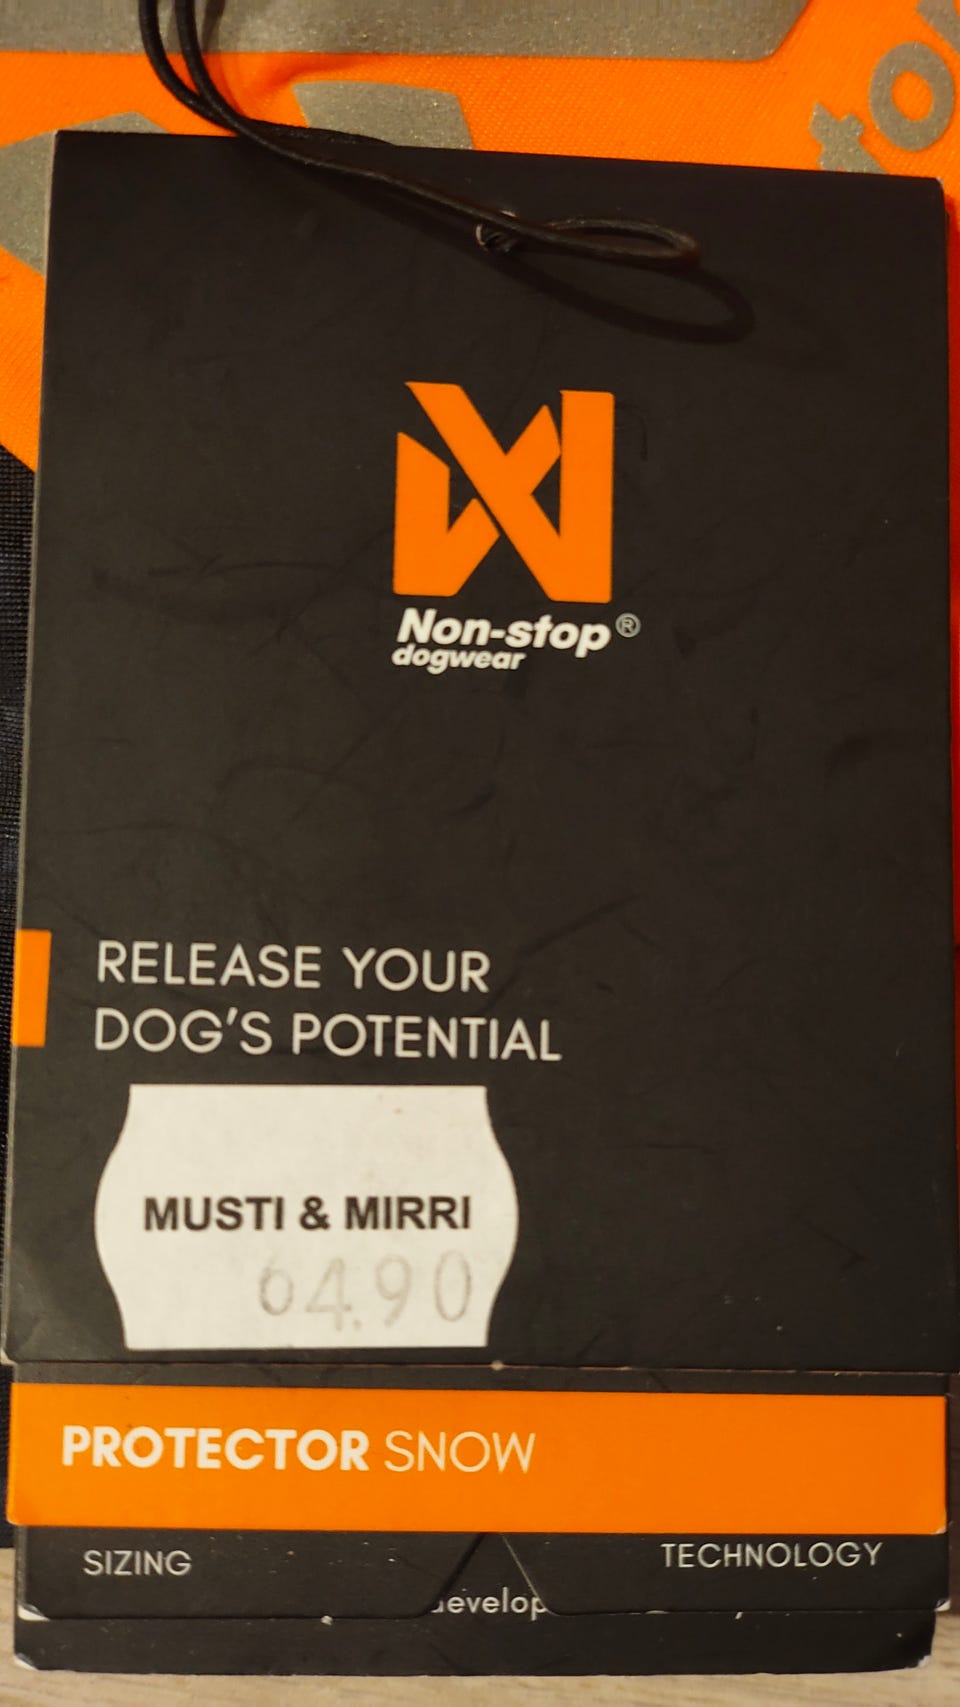 Non-stop®
dogwear
RELEASE YOUR
DOG'S POTENTIAL
MUSTI & MIRRI
64.90
PROTECTOR SNOW
SIZING
TECHNOLOGY